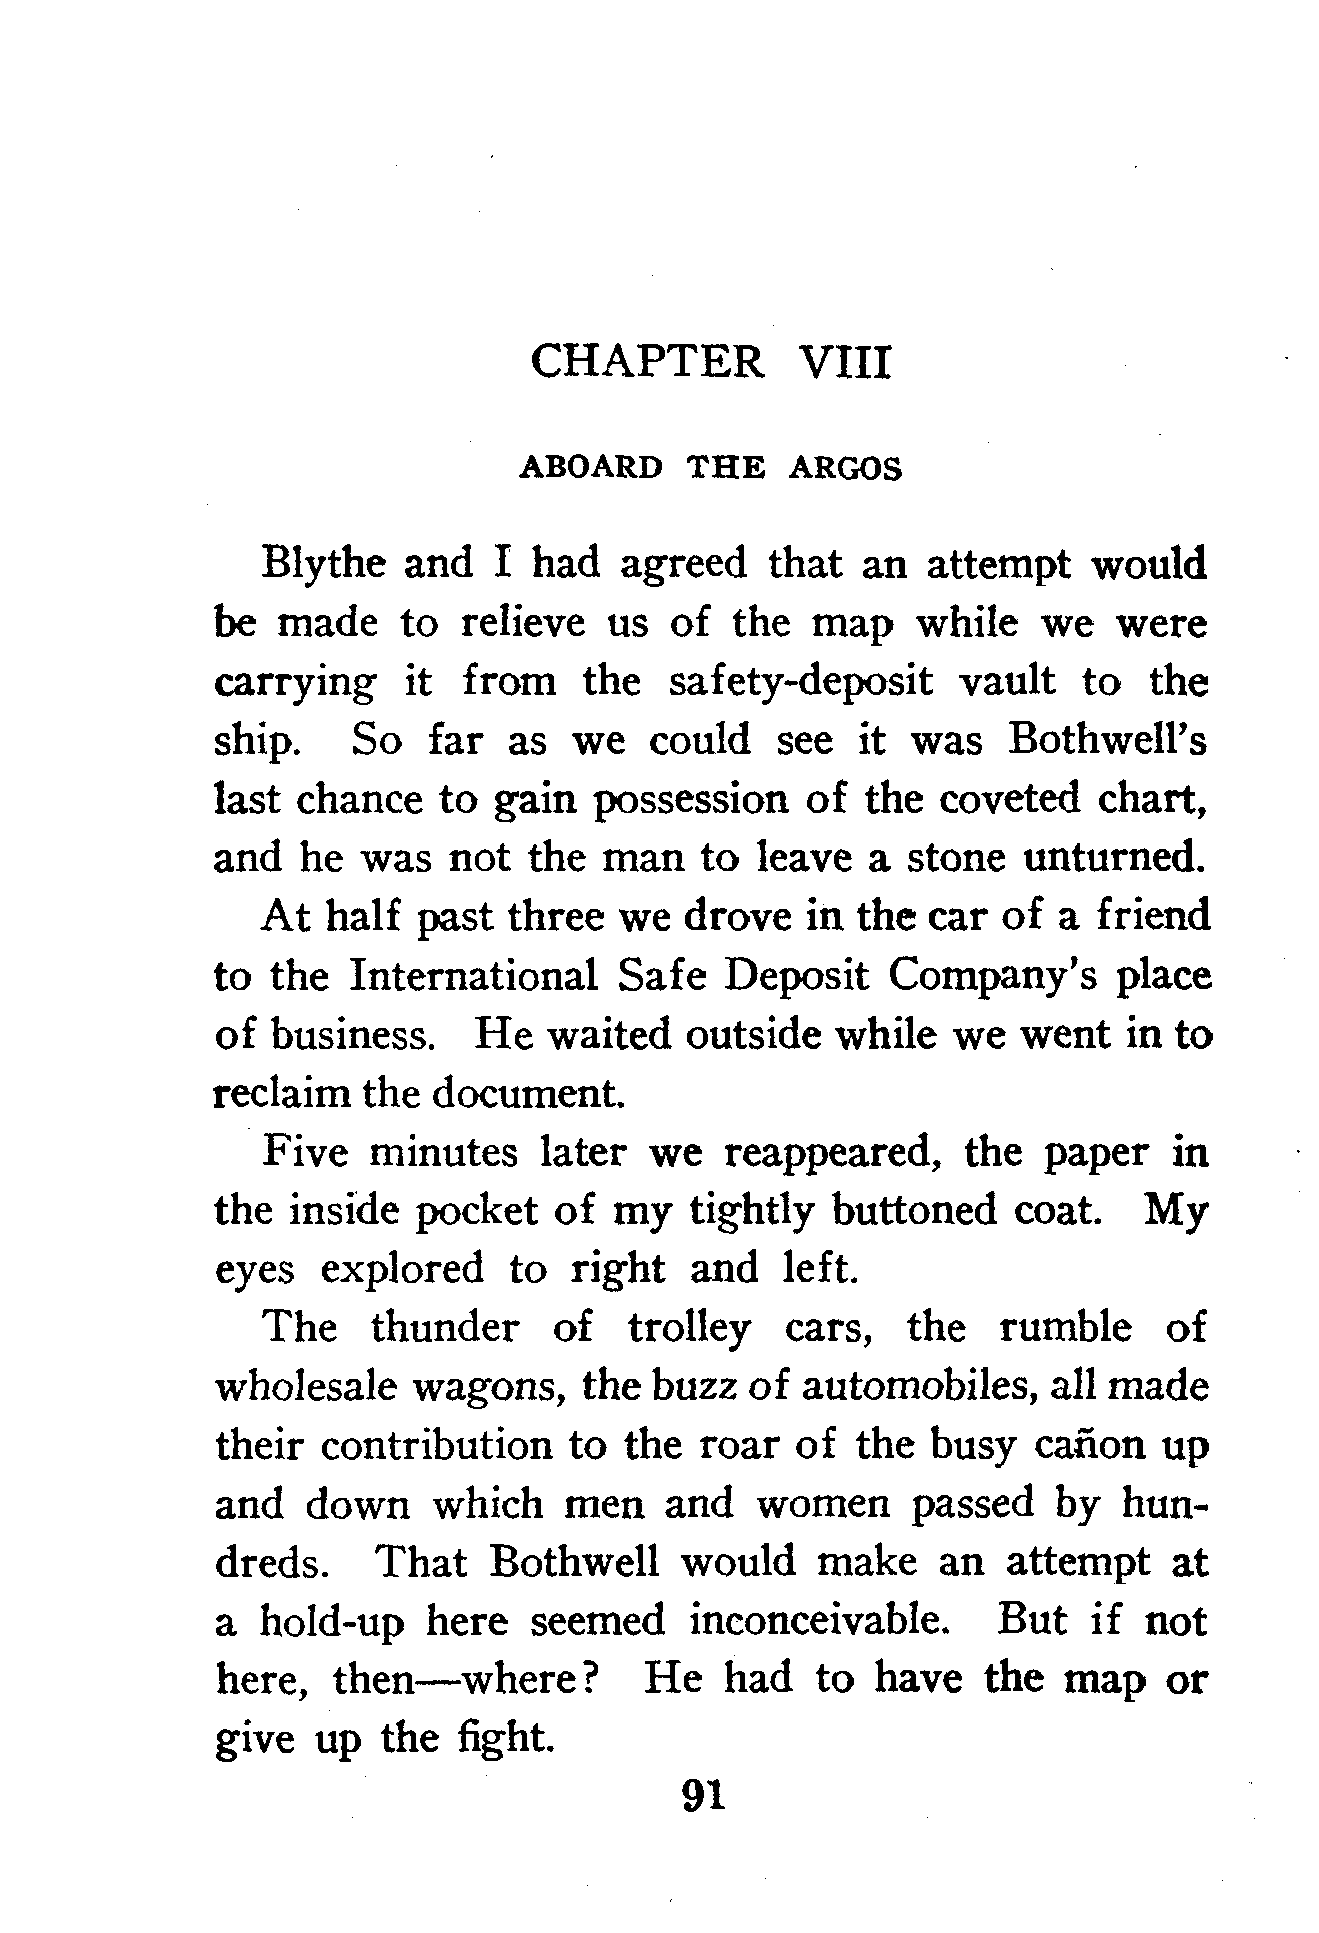 CHAPTER VIII
ABOARD THE ARGOS
Blythe and I had agreed that an attempt would
be made to relieve us of the map while we were
carrying it from the safety-deposit vault to the
ship. So far as we could see it was Bothwell's
last chance to gain possession of the coveted chart,
and he was not the man to leave a stone unturned.
At half past three we drove in the car of a friend
to the International Safe Deposit Company's place
of business. He waited outside while we went in to
reclaim the document.
Five minutes later we reappeared, the paper in
the inside pocket of my tightly buttoned coat. My
eyes explored to right and left.
The thunder of trolley cars, the rumble of
wholesale wagons, the buzz of automobiles, all made
their contribution to the roar of the busy cañon up
and down which men and women passed by hun-
dreds. That Bothwell would make an attempt at
a hold-up here seemed inconceivable. But if not
here, then—where? He had to have the map or
give up the fight.
91